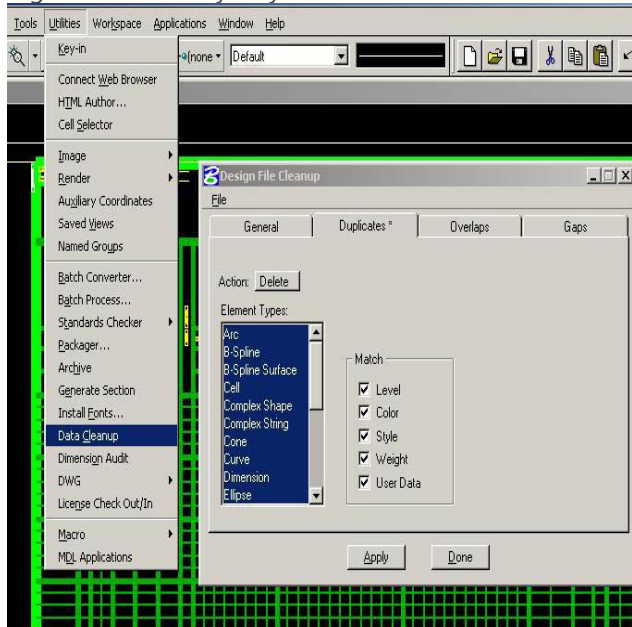 Tools Utilities Workspace Applications Window Help
(none Default
Key-in
Connect Web Browser
HTML Author...
Cell Selector
Image
Render
Auxiliary Coordinates
Saved Views
Named Groups
Batch Converter...
Batch Process...
Standards Checker
Packager...
Archive
Generate Section
Install Fonts...
Data Cleanup
Dimension Audit
DWG
License Check Out/In
Macro
MDL Applications
Design File Cleanup
File
General Duplicates * Overlaps Gaps
Action: Delete
Element Types:
Arc
B-Spline
B-Spline Surface
Cell
Complex Shape
Complex String
Cone
Curve
Dimension
Ellipse
Match
Level
Color
Style
Weight
User Data
Apply Done